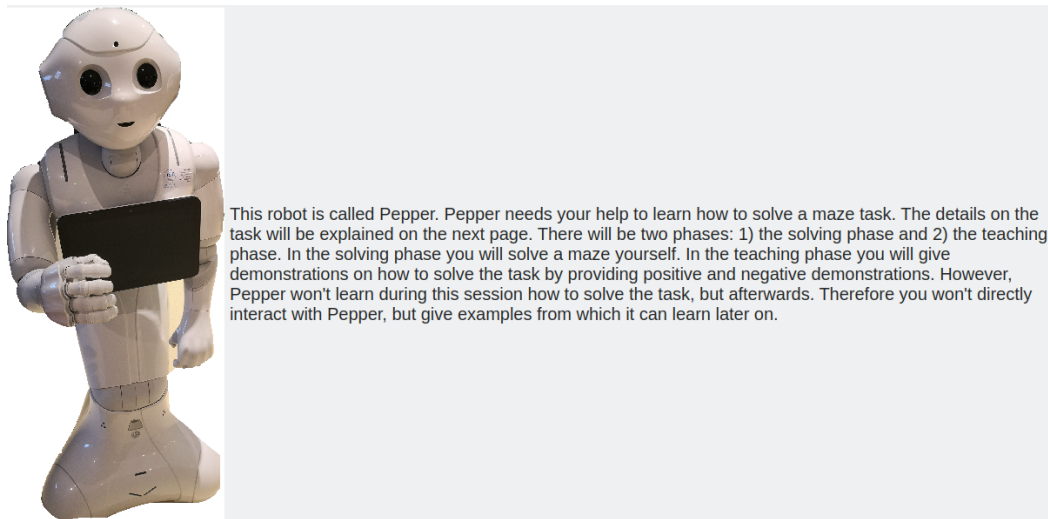 This robot is called Pepper. Pepper needs your help to learn how to solve a maze task. The details on the
task will be explained on the next page. There will be two phases: 1) the solving phase and 2) the teaching
phase. In the solving phase you will solve a maze yourself. In the teaching phase you will give
demonstrations on how to solve the task by providing positive and negative demonstrations. However,
Pepper won't learn during this session how to solve the task, but afterwards. Therefore you won't directly
interact with Pepper, but give examples from which it can learn later on.